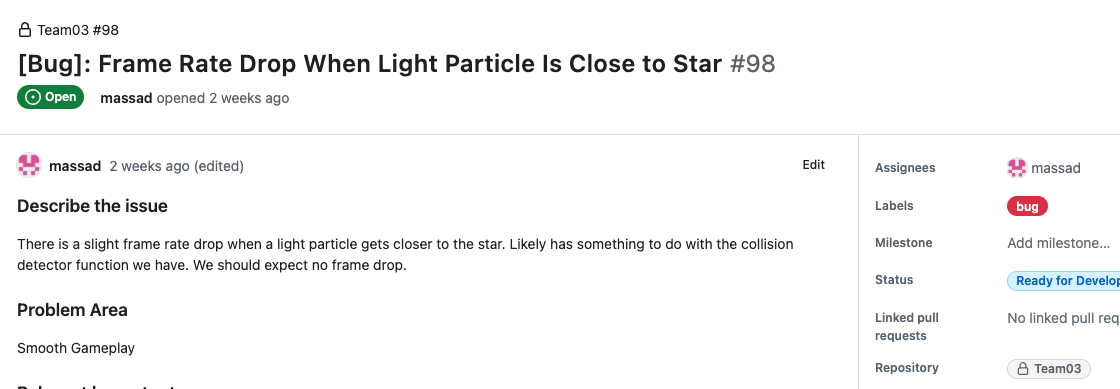 Team03 #98
[Bug]: Frame Rate Drop When Light Particle Is Close to Star #98
Open massad opened 2 weeks ago
massad 2 weeks ago (edited) Edit
Describe the issue
There is a slight frame rate drop when a light particle gets closer to the star. Likely has something to do with the collision
detector function we have. We should expect no frame drop.
Problem Area
Smooth Gameplay
Assignees massad
Labels bug
Milestone Add milestone...
Status Ready for Develop
Linked pull No linked pull req
requests
Repository Team03